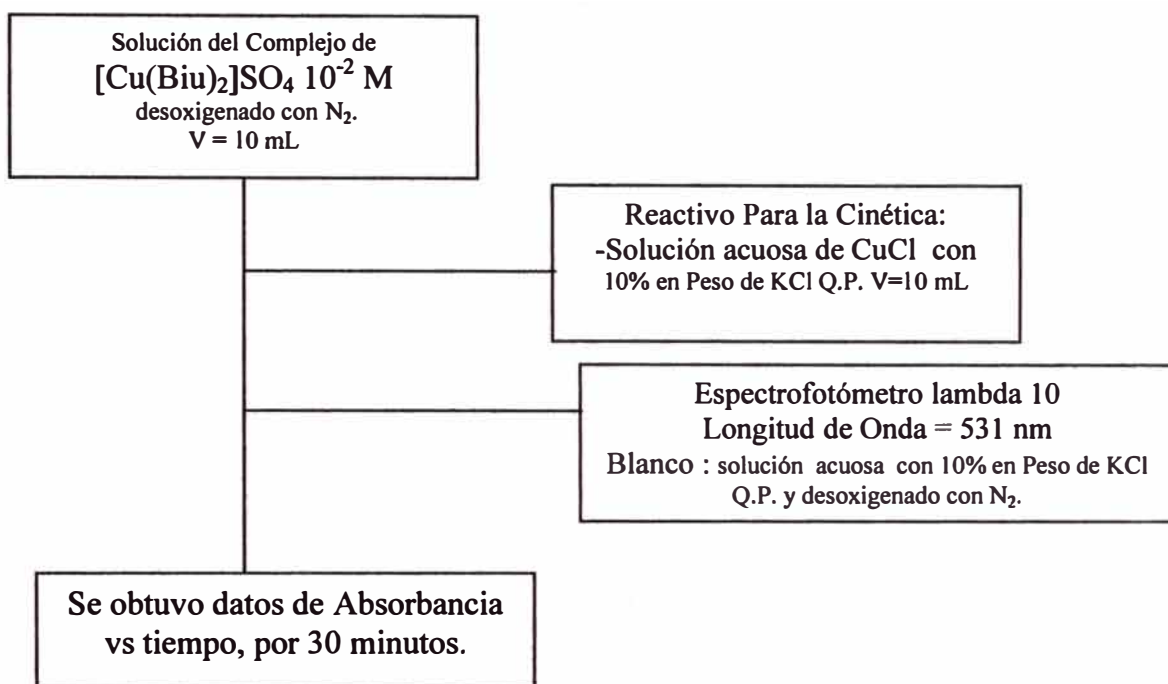 Solución del Complejo de
[Cu(Biu)₂]SO₄ 10⁻² M
desoxigenado con N₂.
V = 10 mL
Reactivo Para la Cinética:
-Solución acuosa de CuCl con
10% en Peso de KCl Q.P. V=10 mL
Espectrofotómetro lambda 10
Longitud de Onda = 531 nm
Blanco : solución acuosa con 10% en Peso de KCl
Q.P. y desoxigenado con N₂.
Se obtuvo datos de Absorbancia
vs tiempo, por 30 minutos.